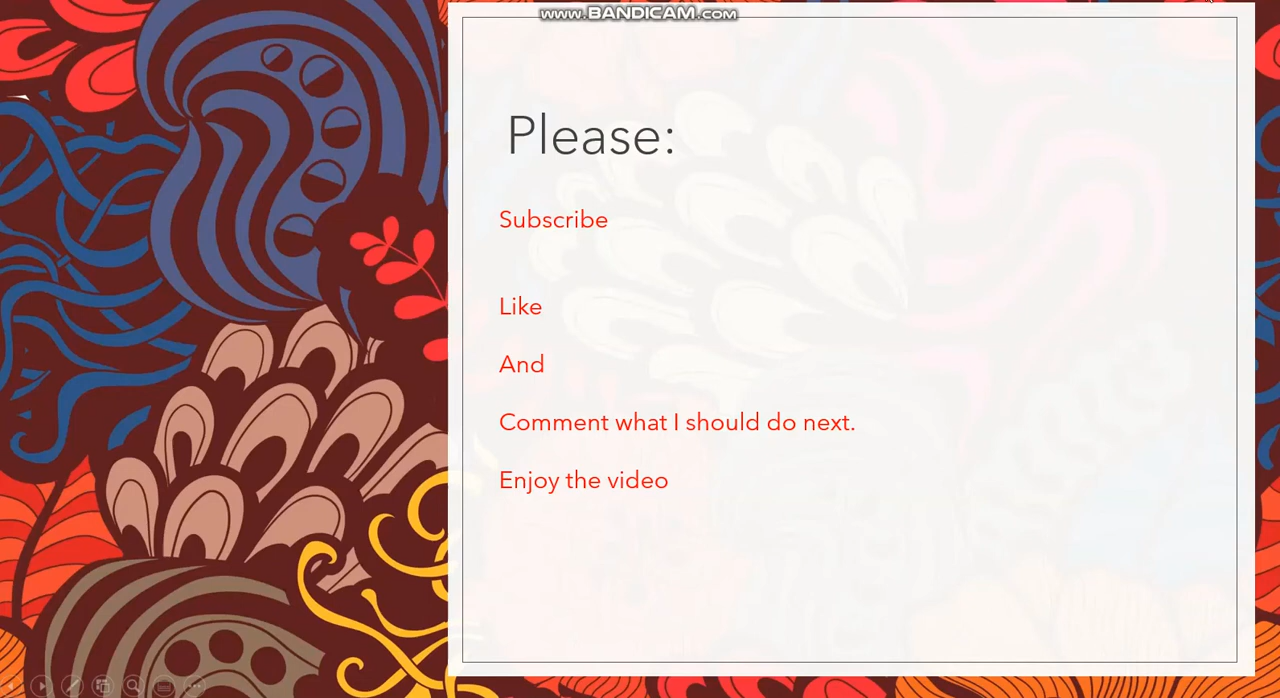 www.BANDICAM.com
Please:
Subscribe
Like
And
Comment what I should do next.
Enjoy the video